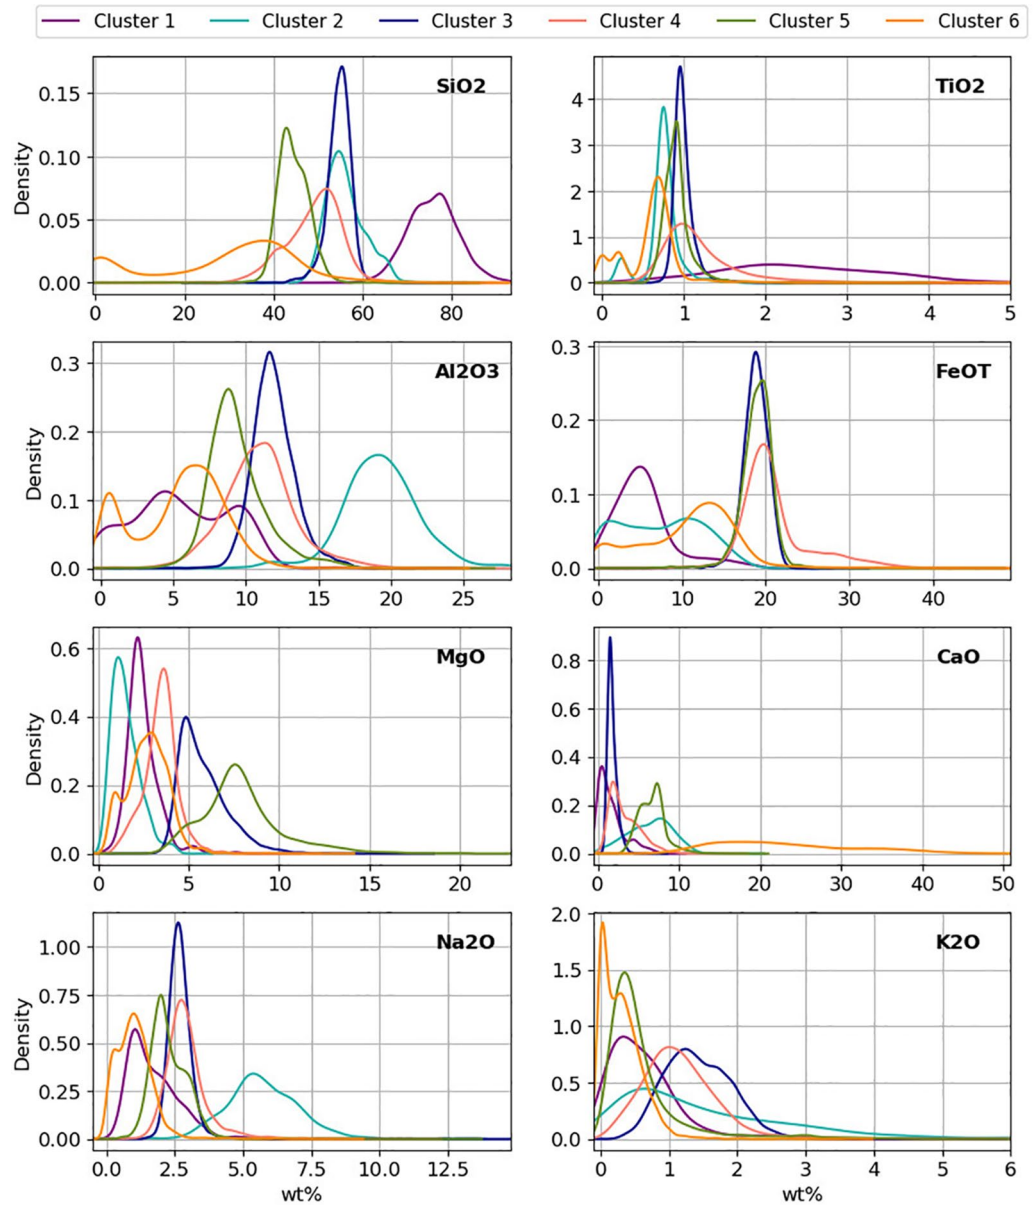 Cluster 1 Cluster 2 Cluster 3 Cluster 4 Cluster 5 Cluster 6
SiO2
0.15
0.10
0.05
0.00
Density
0 20 40 60 80
TiO2
4
3
2
1
0
0 1 2 3 4 5
Al2O3
0.3
0.2
0.1
0.0
Density
0 5 10 15 20 25
FeOT
0.3
0.2
0.1
0.0
0 10 20 30 40
MgO
0.6
0.4
0.2
0.0
Density
0 5 10 15 20
CaO
0.8
0.6
0.4
0.2
0.0
0 10 20 30 40 50
Na2O
1.00
0.75
0.50
0.25
0.00
Density
0.0 2.5 5.0 7.5 10.0 12.5
wt%
K2O
2.0
1.5
1.0
0.5
0.0
0 1 2 3 4 5 6
wt%